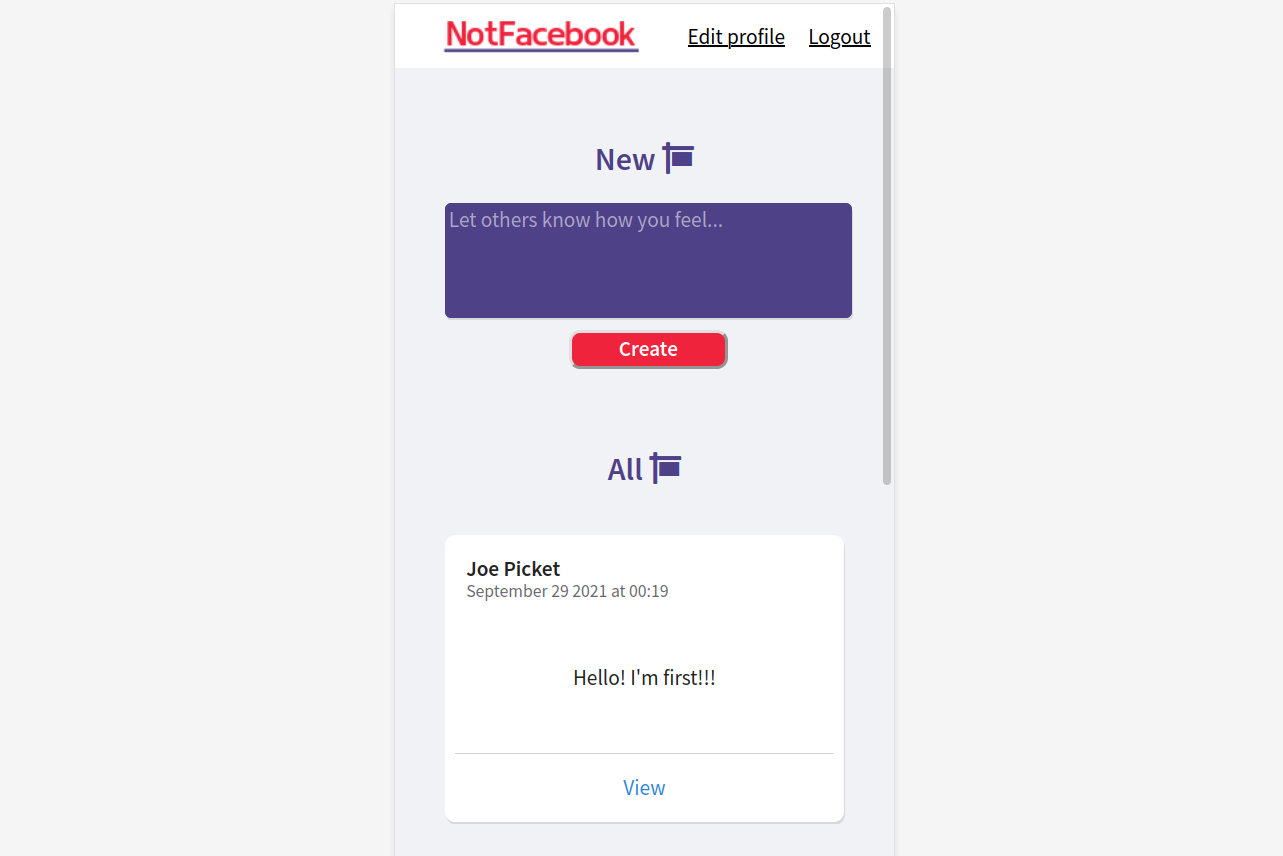 NotFacebook Edit profile Logout
New
Let others know how you feel...
Create
All
Joe Picket
September 29 2021 at 00:19
Hello! I'm first!!!
View